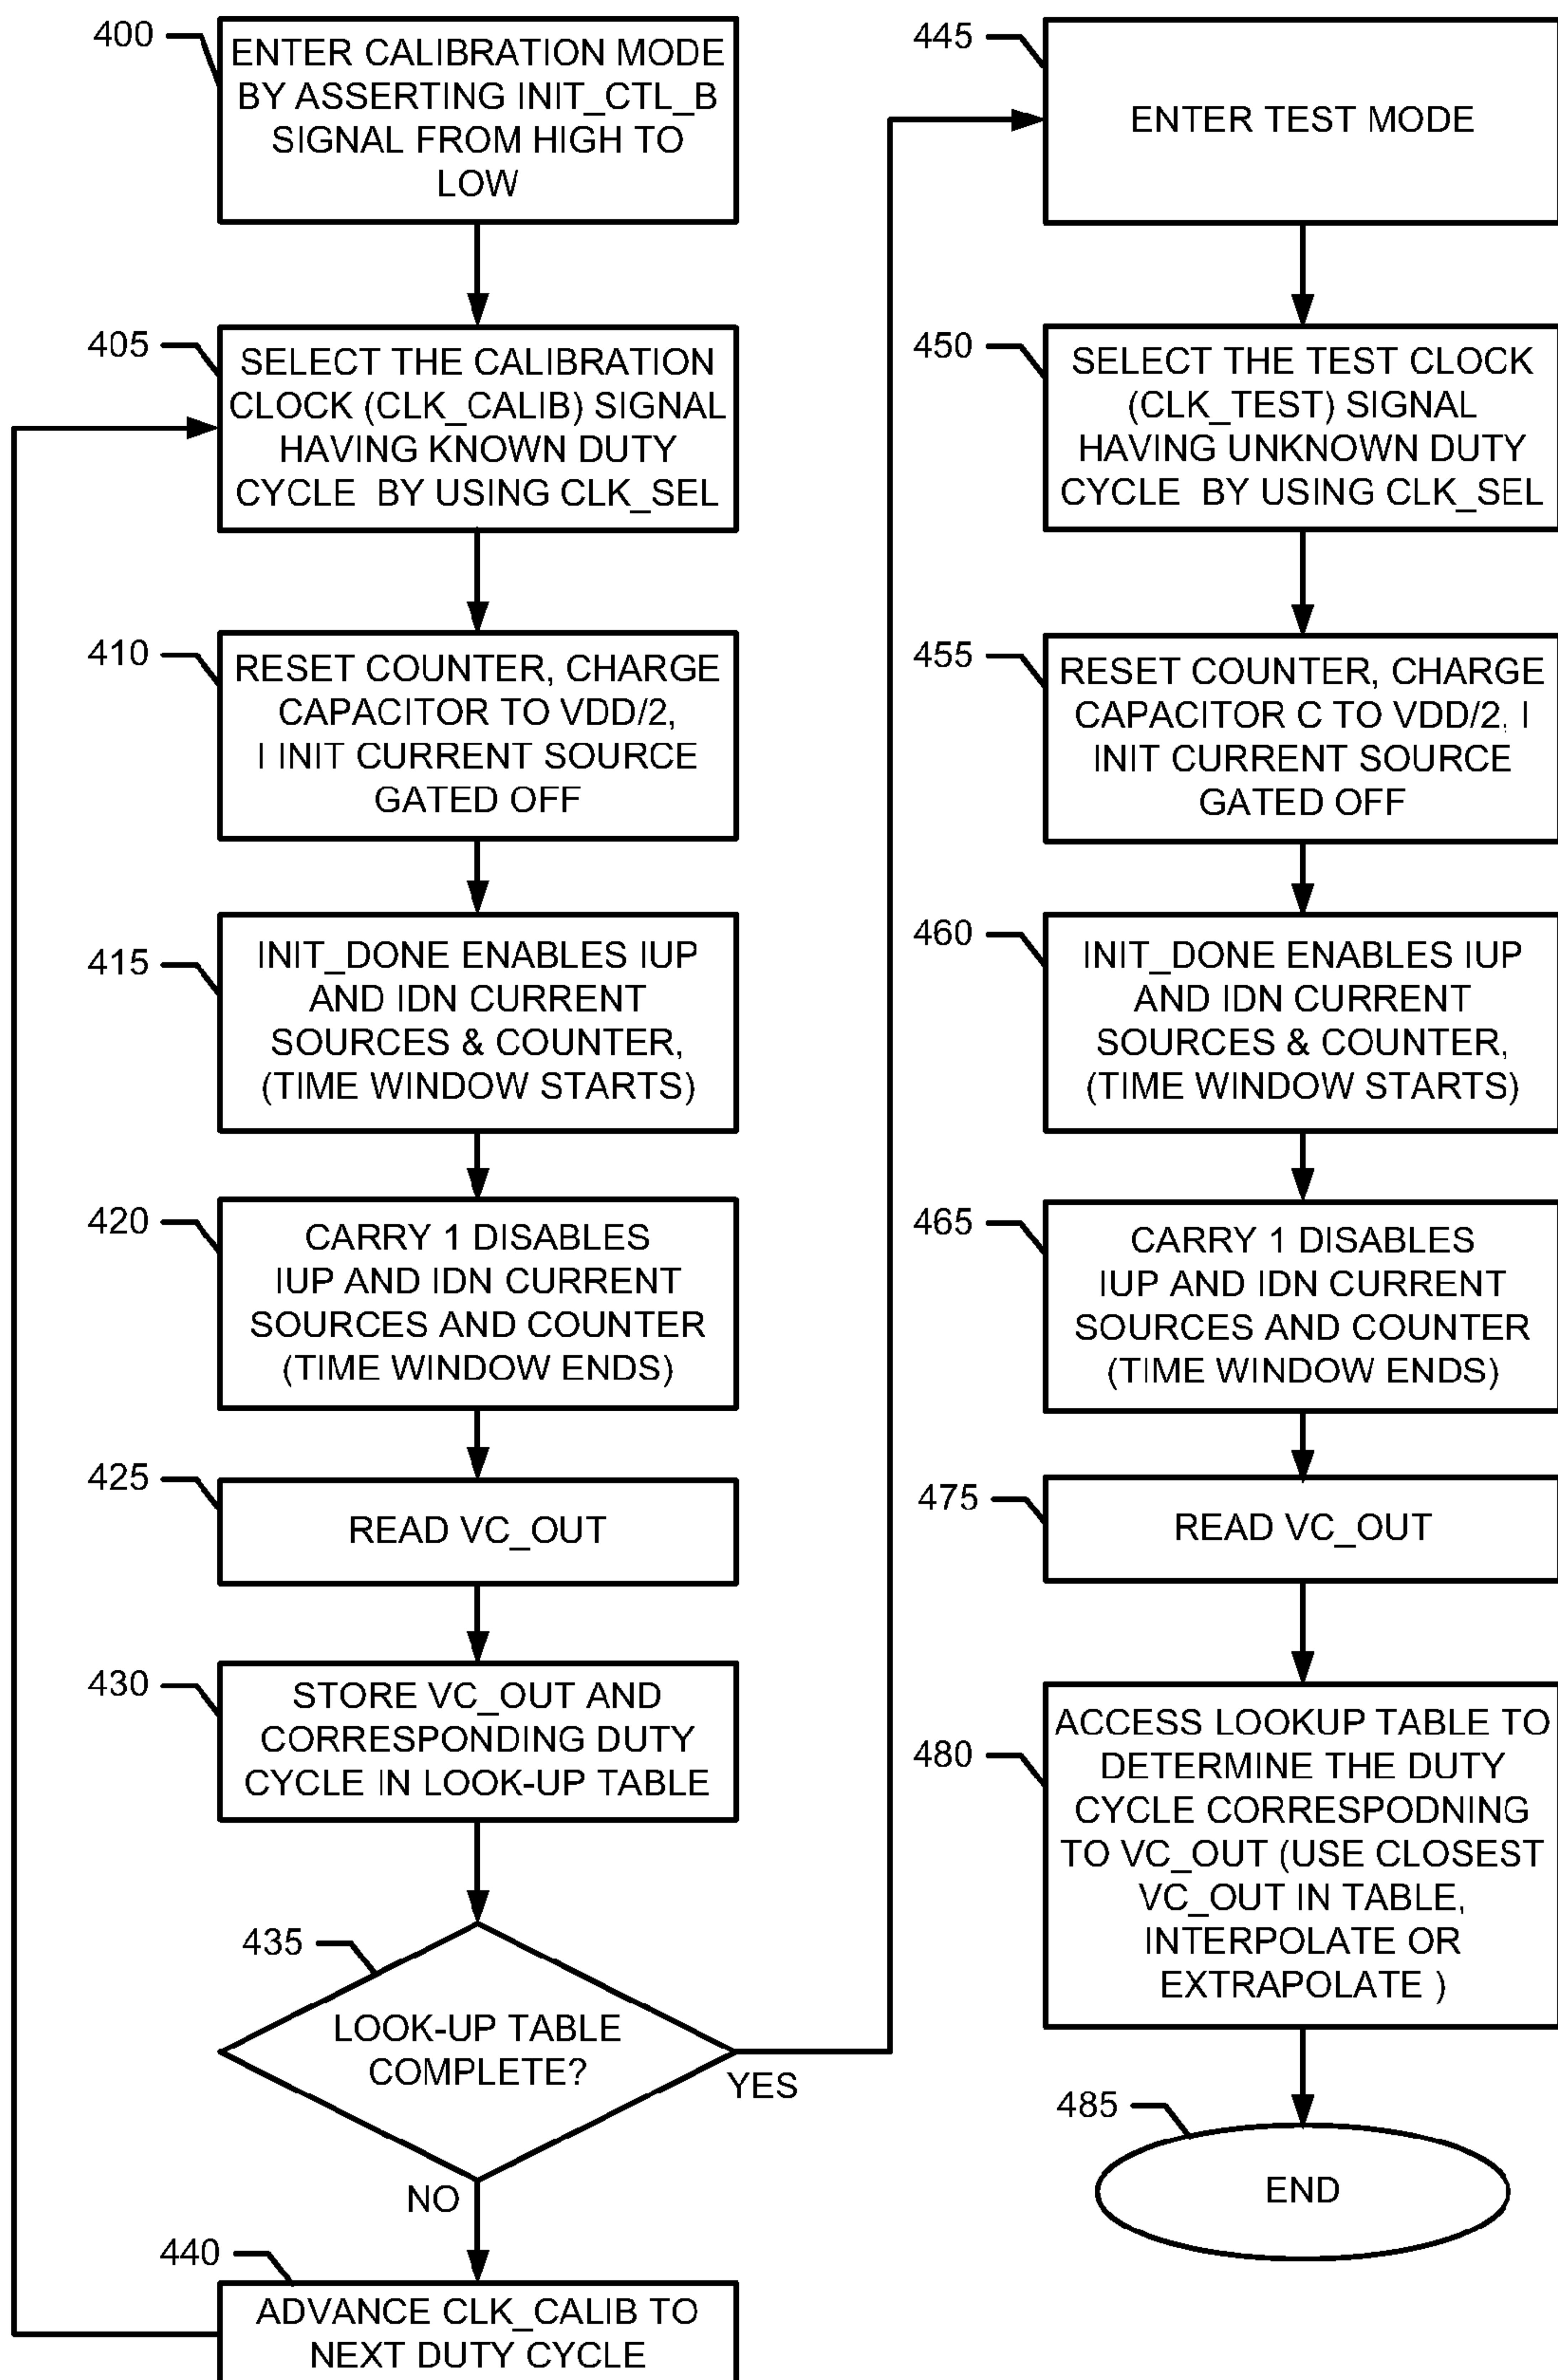 400
ENTER CALIBRATION MODE
BY ASSERTING INIT_CTL_B
SIGNAL FROM HIGH TO
LOW
405
SELECT THE CALIBRATION
CLOCK (CLK_CALIB) SIGNAL
HAVING KNOWN DUTY
CYCLE BY USING CLK_SEL
410
RESET COUNTER, CHARGE
CAPACITOR TO VDD/2,
I INIT CURRENT SOURCE
GATED OFF
415
INIT_DONE ENABLES IUP
AND IDN CURRENT
SOURCES & COUNTER,
(TIME WINDOW STARTS)
420
CARRY 1 DISABLES
IUP AND IDN CURRENT
SOURCES AND COUNTER
(TIME WINDOW ENDS)
425
READ VC_OUT
430
STORE VC_OUT AND
CORRESPONDING DUTY
CYCLE IN LOOK-UP TABLE
435
LOOK-UP TABLE
COMPLETE?
YES
NO
440
ADVANCE CLK_CALIB TO
NEXT DUTY CYCLE
445
ENTER TEST MODE
450
SELECT THE TEST CLOCK
(CLK_TEST) SIGNAL
HAVING UNKNOWN DUTY
CYCLE BY USING CLK_SEL
455
RESET COUNTER, CHARGE
CAPACITOR C TO VDD/2, I
INIT CURRENT SOURCE
GATED OFF
460
INIT_DONE ENABLES IUP
AND IDN CURRENT
SOURCES & COUNTER,
(TIME WINDOW STARTS)
465
CARRY 1 DISABLES
IUP AND IDN CURRENT
SOURCES AND COUNTER
(TIME WINDOW ENDS)
475
READ VC_OUT
480
ACCESS LOOKUP TABLE TO
DETERMINE THE DUTY
CYCLE CORRESPODNING
TO VC_OUT (USE CLOSEST
VC_OUT IN TABLE,
INTERPOLATE OR
EXTRAPOLATE )
485
END